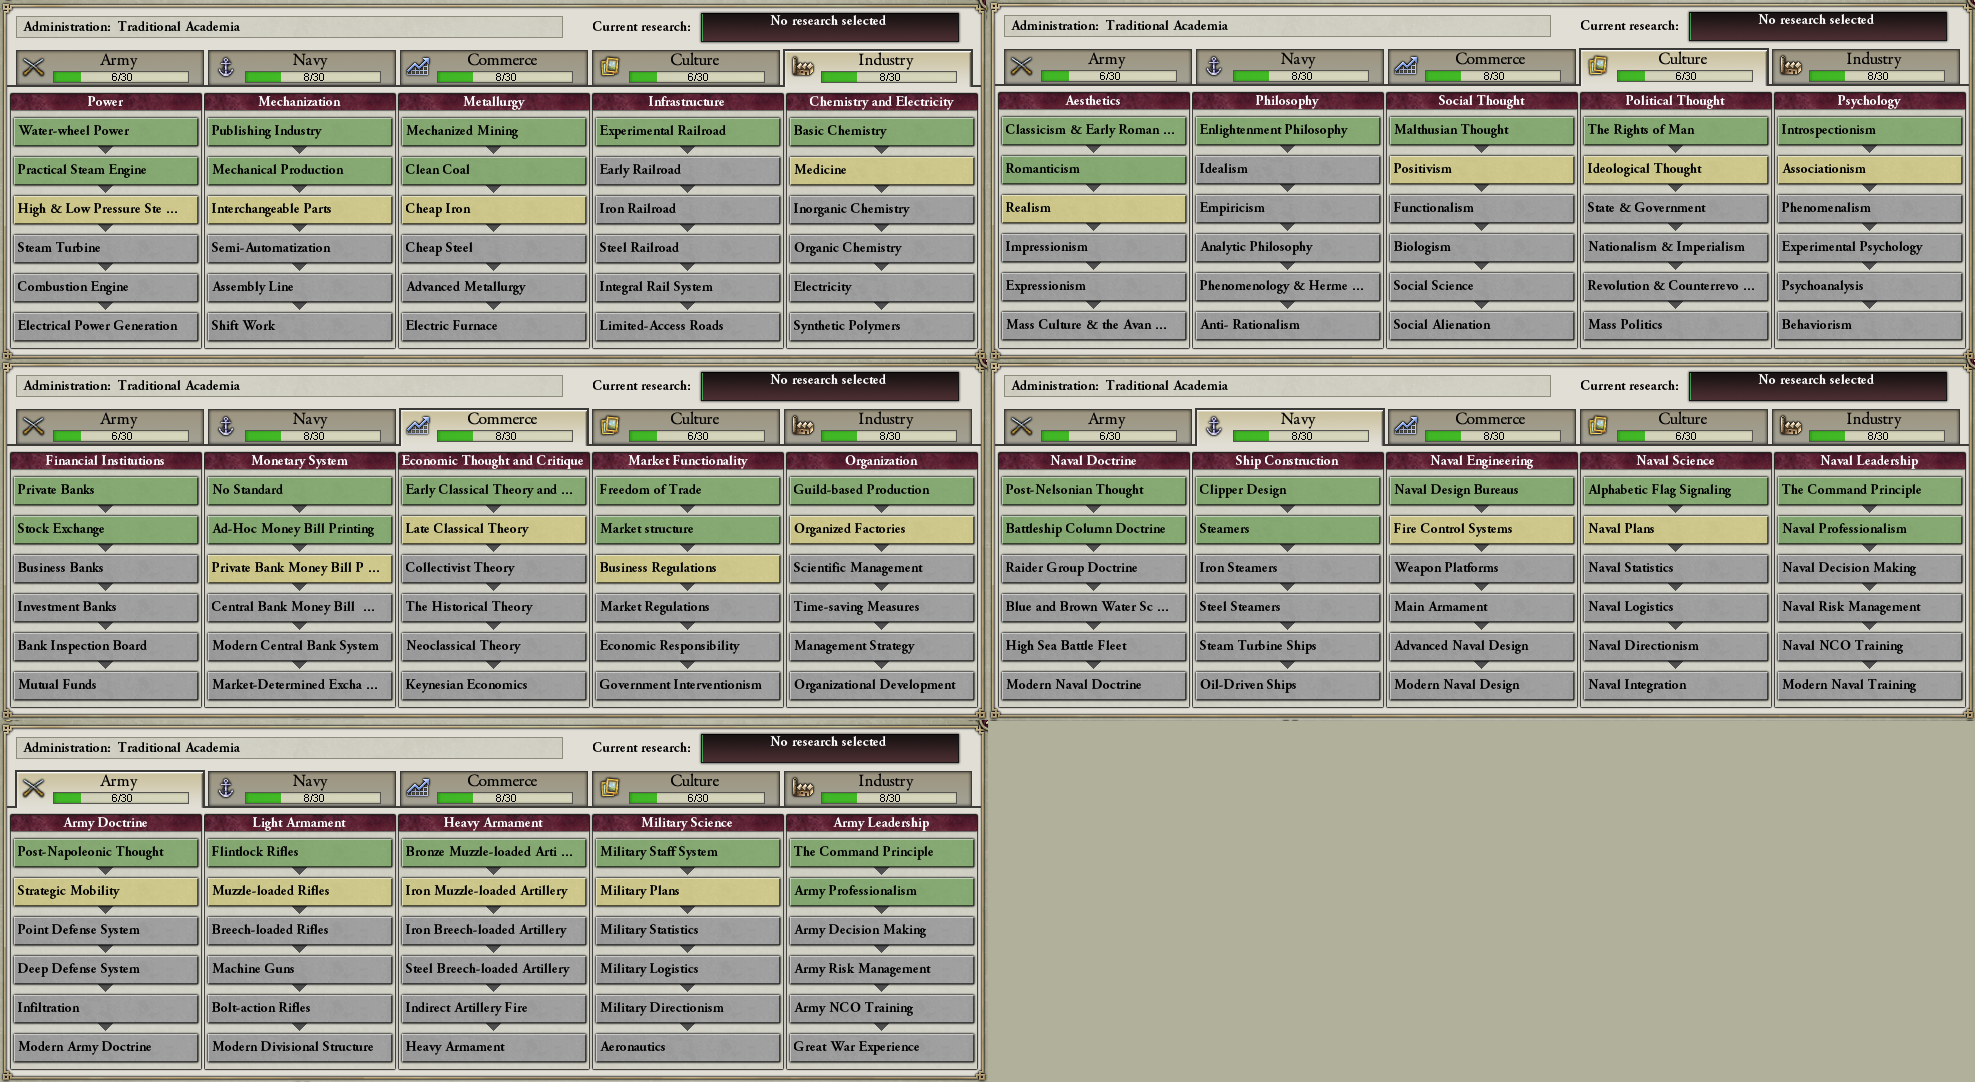 Administration: Traditional Academia
Current research: No research selected
Army 6/30
Navy 8/30
Commerce 8/30
Culture 6/30
Industry 8/30
Power
Water-wheel Power
Practical Steam Engine
High & Low Pressure Ste ...
Steam Turbine
Combustion Engine
Electrical Power Generation
Mechanization
Publishing Industry
Mechanical Production
Interchangeable Parts
Semi-Automatization
Assembly Line
Shift Work
Metallurgy
Mechanized Mining
Clean Coal
Cheap Iron
Cheap Steel
Advanced Metallurgy
Electric Furnace
Infrastructure
Experimental Railroad
Early Railroad
Iron Railroad
Steel Railroad
Integral Rail System
Limited-Access Roads
Chemistry and Electricity
Basic Chemistry
Medicine
Inorganic Chemistry
Organic Chemistry
Electricity
Synthetic Polymers
Administration: Traditional Academia
Current research: No research selected
Army 6/30
Navy 8/30
Commerce 8/30
Culture 6/30
Industry 8/30
Aesthetics
Classicism & Early Roman ...
Romanticism
Realism
Impressionism
Expressionism
Mass Culture & the Avan ...
Philosophy
Enlightenment Philosophy
Idealism
Empiricism
Analytic Philosophy
Phenomenology & Herme ...
Anti- Rationalism
Social Thought
Malthusian Thought
Positivism
Functionalism
Biologism
Social Science
Social Alienation
Political Thought
The Rights of Man
Ideological Thought
State & Government
Nationalism & Imperialism
Revolution & Counterrevo ...
Mass Politics
Psychology
Introspectionism
Associationism
Phenomenalism
Experimental Psychology
Psychoanalysis
Behaviorism
Administration: Traditional Academia
Current research: No research selected
Army 6/30
Navy 8/30
Commerce 8/30
Culture 6/30
Industry 8/30
Financial Institutions
Private Banks
Stock Exchange
Business Banks
Investment Banks
Bank Inspection Board
Mutual Funds
Monetary System
No Standard
Ad-Hoc Money Bill Printing
Private Bank Money Bill P ...
Central Bank Money Bill ...
Modern Central Bank System
Market-Determined Excha ...
Economic Thought and Critique
Early Classical Theory and ...
Late Classical Theory
Collectivist Theory
The Historical Theory
Neoclassical Theory
Keynesian Economics
Market Functionality
Freedom of Trade
Market structure
Business Regulations
Market Regulations
Economic Responsibility
Government Interventionism
Organization
Guild-based Production
Organized Factories
Scientific Management
Time-saving Measures
Management Strategy
Organizational Development
Administration: Traditional Academia
Current research: No research selected
Army 6/30
Navy 8/30
Commerce 8/30
Culture 6/30
Industry 8/30
Naval Doctrine
Post-Nelsonian Thought
Battleship Column Doctrine
Raider Group Doctrine
Blue and Brown Water Sc ...
High Sea Battle Fleet
Modern Naval Doctrine
Ship Construction
Clipper Design
Steamers
Iron Steamers
Steel Steamers
Steam Turbine Ships
Oil-Driven Ships
Naval Engineering
Naval Design Bureaus
Fire Control Systems
Weapon Platforms
Main Armament
Advanced Naval Design
Modern Naval Design
Naval Science
Alphabetic Flag Signaling
Naval Plans
Naval Statistics
Naval Logistics
Naval Directionism
Naval Integration
Naval Leadership
The Command Principle
Naval Professionalism
Naval Decision Making
Naval Risk Management
Naval NCO Training
Modern Naval Training
Administration: Traditional Academia
Current research: No research selected
Army 6/30
Navy 8/30
Commerce 8/30
Culture 6/30
Industry 8/30
Army Doctrine
Post-Napoleonic Thought
Strategic Mobility
Point Defense System
Deep Defense System
Infiltration
Modern Army Doctrine
Light Armament
Flintlock Rifles
Muzzle-loaded Rifles
Breech-loaded Rifles
Machine Guns
Bolt-action Rifles
Modern Divisional Structure
Heavy Armament
Bronze Muzzle-loaded Arti ...
Iron Muzzle-loaded Artillery
Iron Breech-loaded Artillery
Steel Breech-loaded Artillery
Indirect Artillery Fire
Heavy Armament
Military Science
Military Staff System
Military Plans
Military Statistics
Military Logistics
Military Directionism
Aeronautics
Army Leadership
The Command Principle
Army Professionalism
Army Decision Making
Army Risk Management
Army NCO Training
Great War Experience